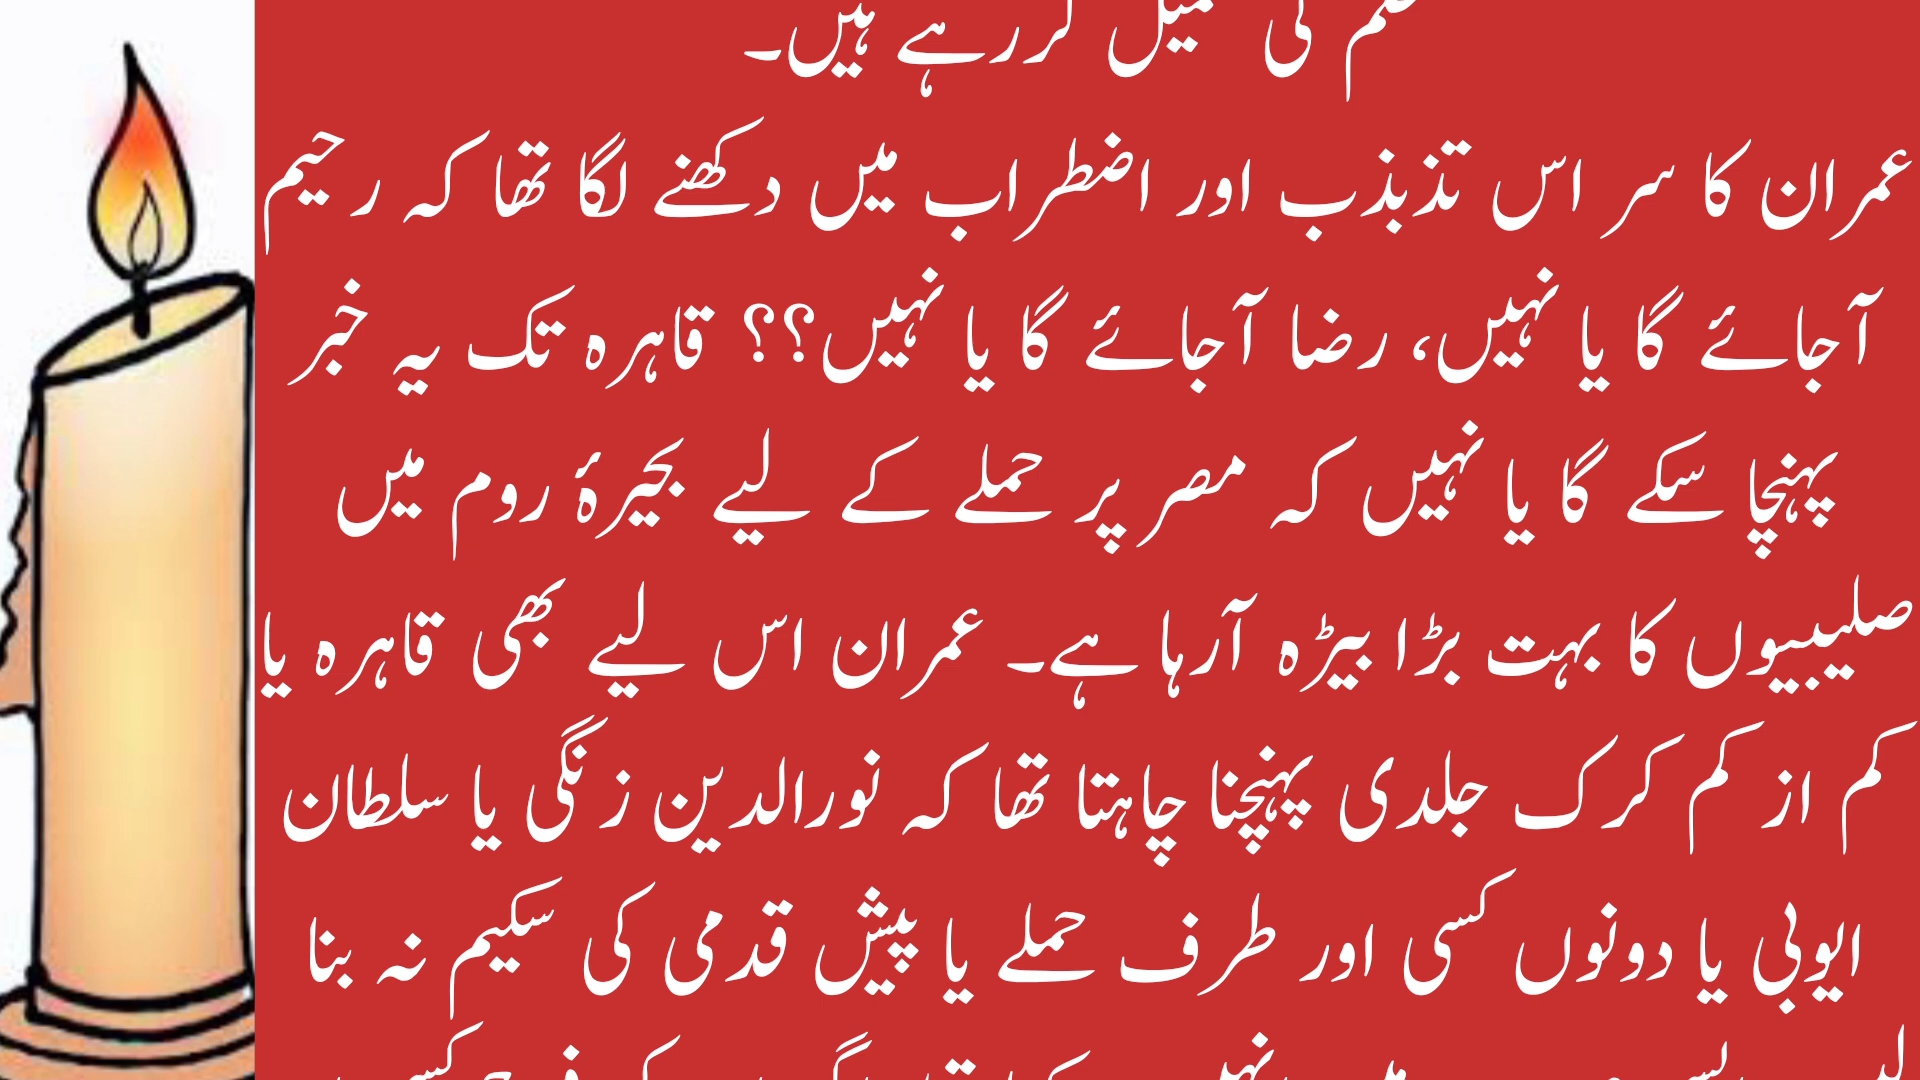 کی تعمیل کررہے ہیں۔
عمران کا سر اس تذبذب اور اضطراب میں دکھنے لگا تھا کہ رحیم
آجائے گا یا نہیں، رضا آجائے گا یا نہیں؟؟ قاہرہ تک یہ خبر
پہنچا سکے گا یا نہیں کہ مصر پر حملے کے لیے بحیرۂ روم میں
صلیبیوں کا بہت بڑا بیڑہ آرہا ہے۔ عمران اس لیے بھی قاہرہ یا
کم از کم کرک جلدی پہنچنا چاہتا تھا کہ نورالدین زنگی یا سلطان
ایوبی یا دونوں کسی اور طرف حملے یا پیش قدمی کی سکیم نہ بنا